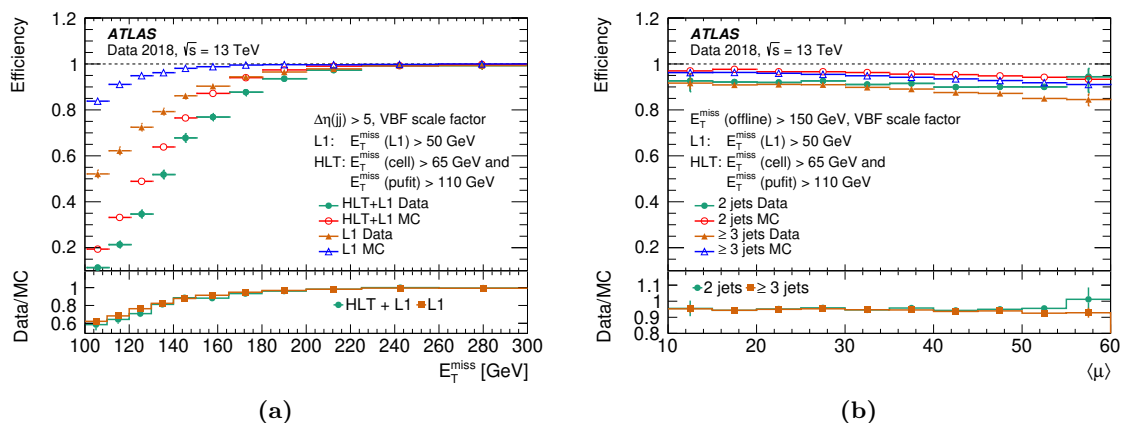 ATLAS
Data 2018, √s = 13 TeV
Efficiency
1.2
1
0.8
0.6
0.4
0.2
Δη(jj) > 5, VBF scale factor
L1: E_T^miss (L1) > 50 GeV
HLT: E_T^miss (cell) > 65 GeV and
E_T^miss (pufit) > 110 GeV
HLT+L1 Data
HLT+L1 MC
L1 Data
L1 MC
Data/MC
1.0
0.8
0.6
HLT + L1 L1
100 120 140 160 180 200 220 240 260 280 300
E_T^miss [GeV]
(a)
ATLAS
Data 2018, √s = 13 TeV
Efficiency
1.2
1
0.8
0.6
0.4
0.2
E_T^miss (offline) > 150 GeV, VBF scale factor
L1: E_T^miss (L1) > 50 GeV
HLT: E_T^miss (cell) > 65 GeV and
E_T^miss (pufit) > 110 GeV
2 jets Data
2 jets MC
≥ 3 jets Data
≥ 3 jets MC
Data/MC
1.1
1.0
0.9
0.8
2 jets ≥ 3 jets
10 20 30 40 50 60
⟨μ⟩
(b)